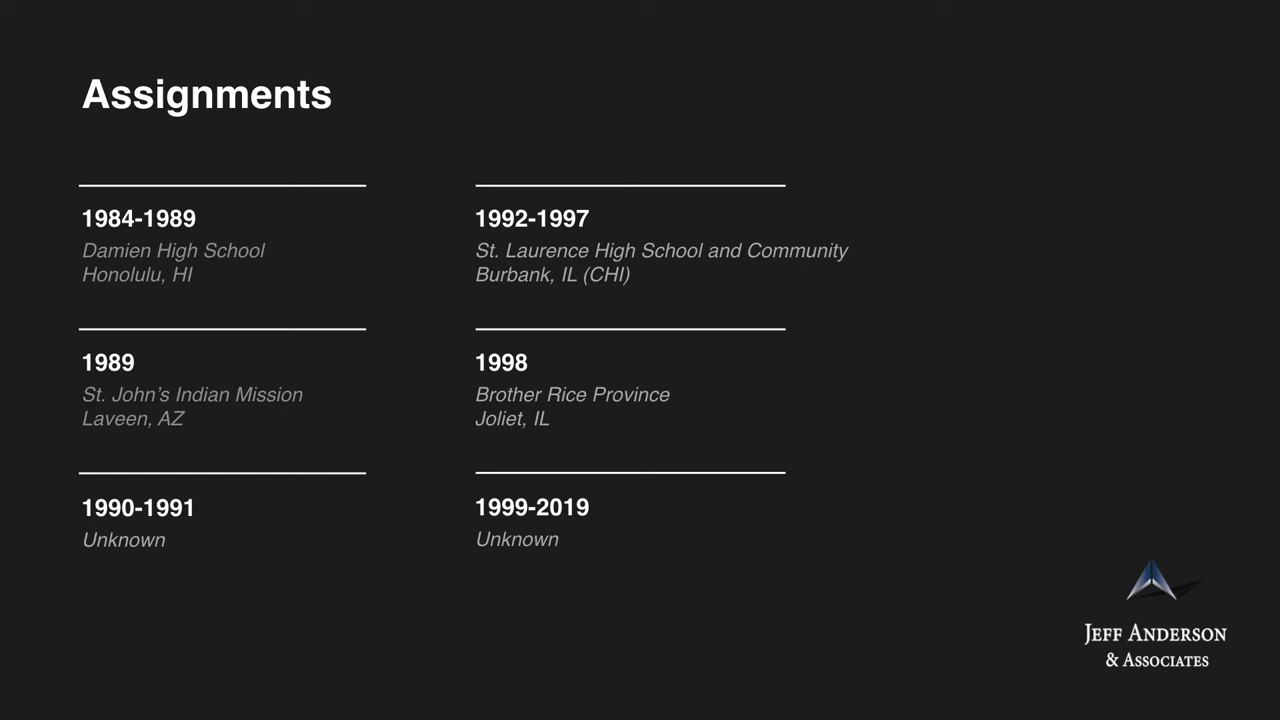 Assignments
1984-1989
Damien High School
Honolulu, HI
1989
St. John’s Indian Mission
Laveen, AZ
1990-1991
Unknown
1992-1997
St. Laurence High School and Community
Burbank, IL (CHI)
1998
Brother Rice Province
Joliet, IL
1999-2019
Unknown
JEFF ANDERSON
& ASSOCIATES